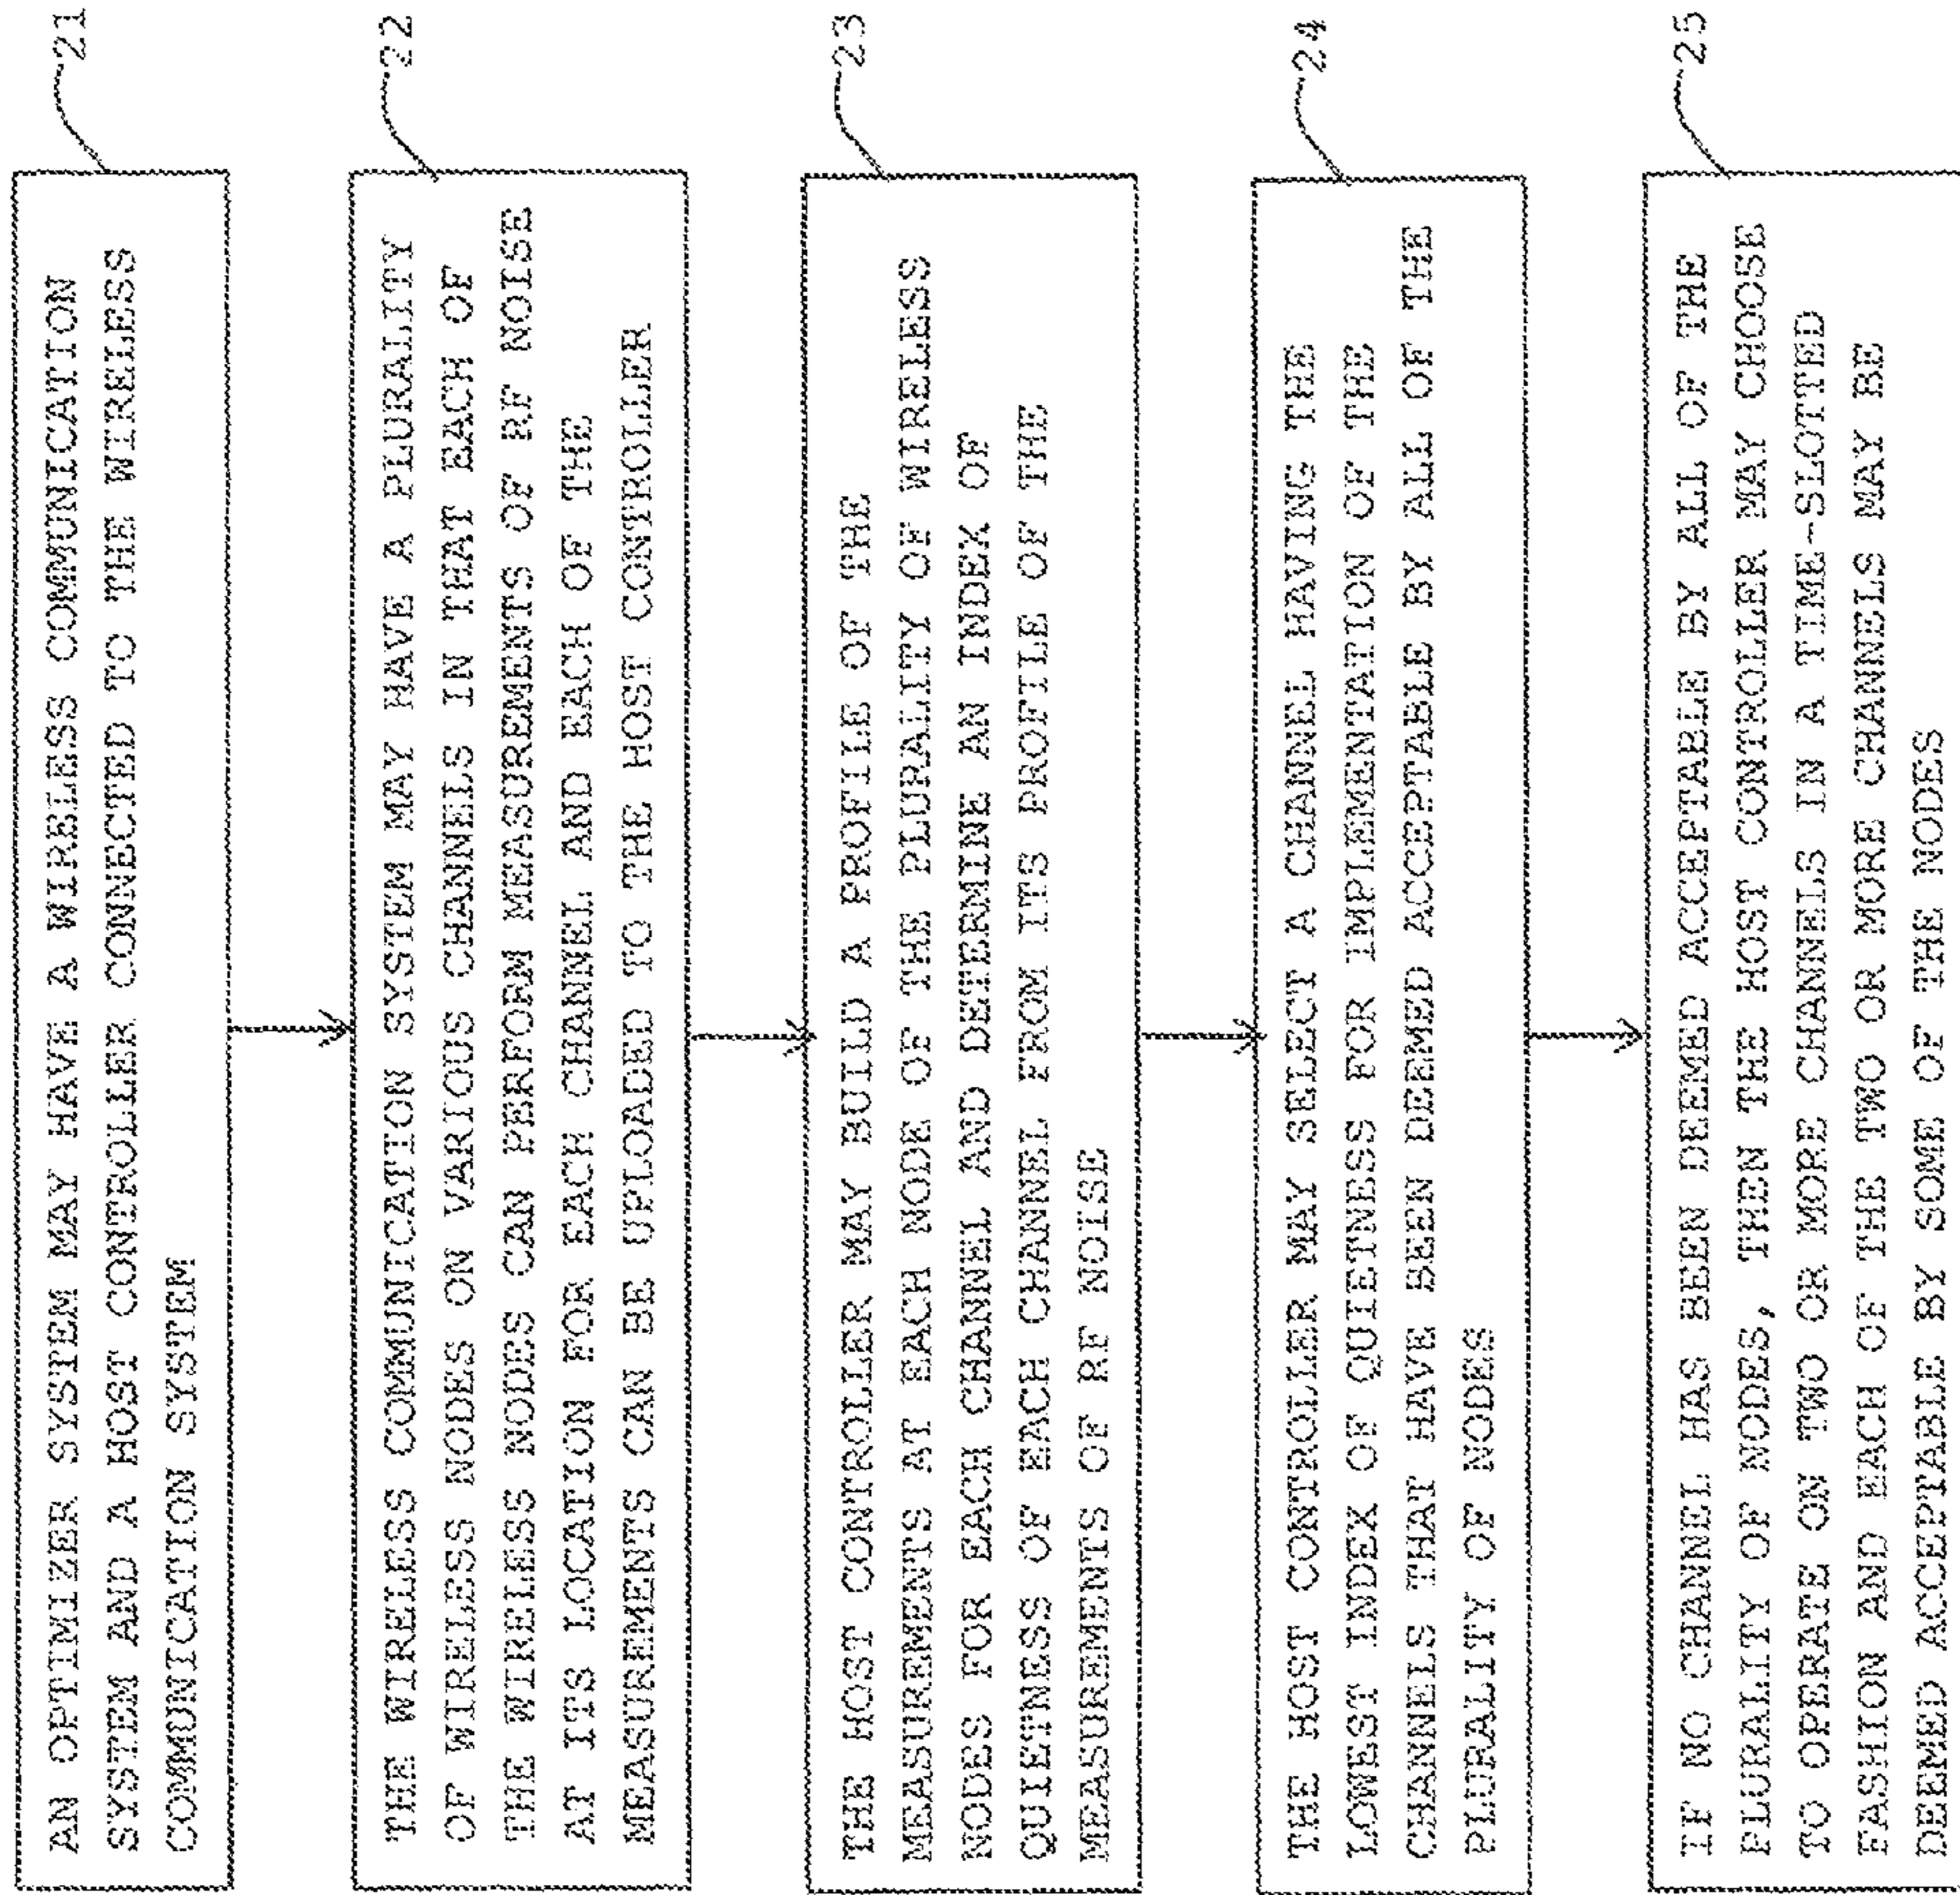 AN OPTIMIZER SYSTEM MAY HAVE A WIRELESS COMMUNICATION
SYSTEM AND A HOST CONTROLLER CONNECTED TO THE WIRELESS
COMMUNICATION SYSTEM
21
THE WIRELESS COMMUNICATION SYSTEM MAY HAVE A PLURALITY
OF WIRELESS NODES ON VARIOUS CHANNELS IN THAT EACH OF
THE WIRELESS NODES CAN PERFORM MEASUREMENTS OF RF NOISE
AT ITS LOCATION FOR EACH CHANNEL AND EACH OF THE
MEASUREMENTS CAN BE UPLOADED TO THE HOST CONTROLLER
22
THE HOST CONTROLLER MAY BUILD A PROFILE OF THE
MEASUREMENTS AT EACH NODE OF THE PLURALITY OF WIRELESS
NODES FOR EACH CHANNEL AND DETERMINE AN INDEX OF
QUIETNESS OF EACH CHANNEL FROM ITS PROFILE OF THE
MEASUREMENTS OF RF NOISE
23
THE HOST CONTROLLER MAY SELECT A CHANNEL HAVING THE
LOWEST INDEX OF QUIETNESS FOR IMPLEMENTATION OF THE
CHANNELS THAT HAVE BEEN DEEMED ACCEPTABLE BY ALL OF THE
PLURALITY OF NODES
24
IF NO CHANNEL HAS BEEN DEEMED ACCEPTABLE BY ALL OF THE
PLURALITY OF NODES, THEN THE HOST CONTROLLER MAY CHOOSE
TO OPERATE ON TWO OR MORE CHANNELS IN A TIME-SLOTTED
FASHION AND EACH OF THE TWO OR MORE CHANNELS MAY BE
DEEMED ACCEPTABLE BY SOME OF THE NODES
25